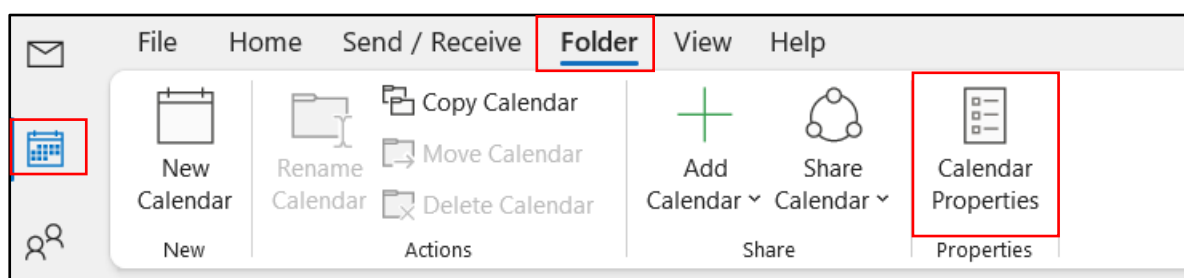 File Home Send / Receive Folder View Help
New Calendar
Rename Calendar
Copy Calendar
Move Calendar
Delete Calendar
Add Calendar
Share Calendar
Calendar Properties
New Actions Share Properties